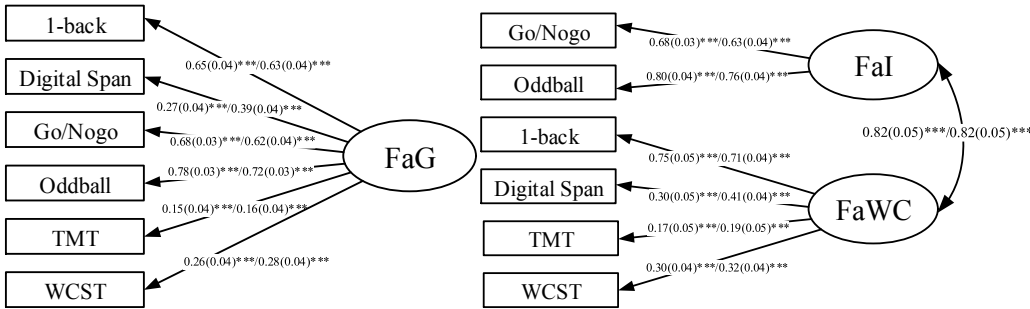 1-back
0.65(0.04)***/0.63(0.04)***
Digital Span
0.27(0.04)***/0.39(0.04)***
Go/Nogo
0.68(0.03)***/0.62(0.04)***
FaG
Oddball
0.78(0.03)***/0.72(0.03)***
0.15(0.04)***/0.16(0.04)***
TMT
0.26(0.04)***/0.28(0.04)***
WCST
Go/Nogo
0.68(0.03)***/0.63(0.04)***
FaI
Oddball
0.80(0.04)***/0.76(0.04)***
0.82(0.05)***/0.82(0.05)***
1-back
0.75(0.05)***/0.71(0.04)***
Digital Span
0.30(0.05)***/0.41(0.04)***
FaWC
TMT
0.17(0.05)***/0.19(0.05)***
0.30(0.04)***/0.32(0.04)***
WCST